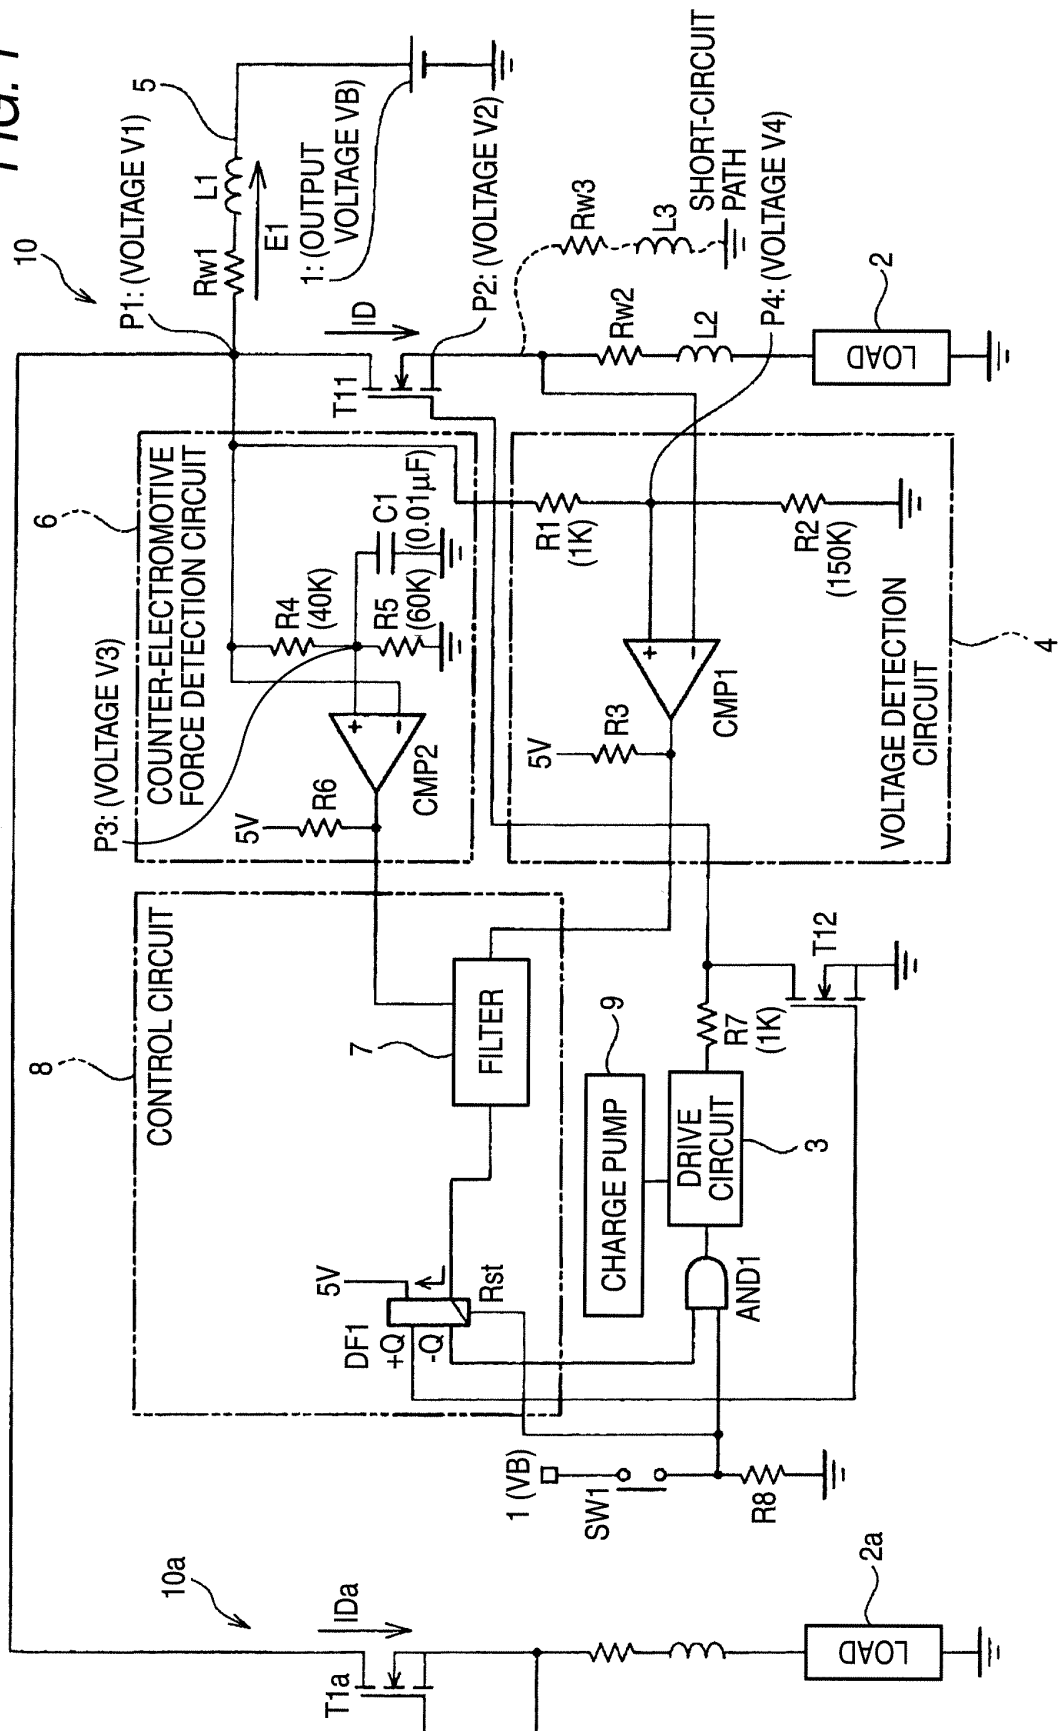 FIG. 1
10
10a
P1: (VOLTAGE V1)
5
Rw1
L1
E1
1: (OUTPUT
VOLTAGE VB)
P2: (VOLTAGE V2)
ID
T11
Rw3
L3
SHORT-CIRCUIT
PATH
P4: (VOLTAGE V4)
Rw2
L2
2
LOAD
6
COUNTER-ELECTROMOTIVE
FORCE DETECTION CIRCUIT
P3: (VOLTAGE V3)
R4
(40K)
R5
(60K)
C1
(0.01μF)
+
−
CMP2
5V
R6
R1
(1K)
R2
(150K)
+
−
CMP1
5V
R3
VOLTAGE DETECTION
CIRCUIT
4
8
CONTROL CIRCUIT
7
FILTER
5V
DF1
+Q
-Q
Rst
9
CHARGE PUMP
DRIVE
CIRCUIT
3
R7
(1K)
T12
AND1
1 (VB)
SW1
R8
IDa
T1a
2a
LOAD